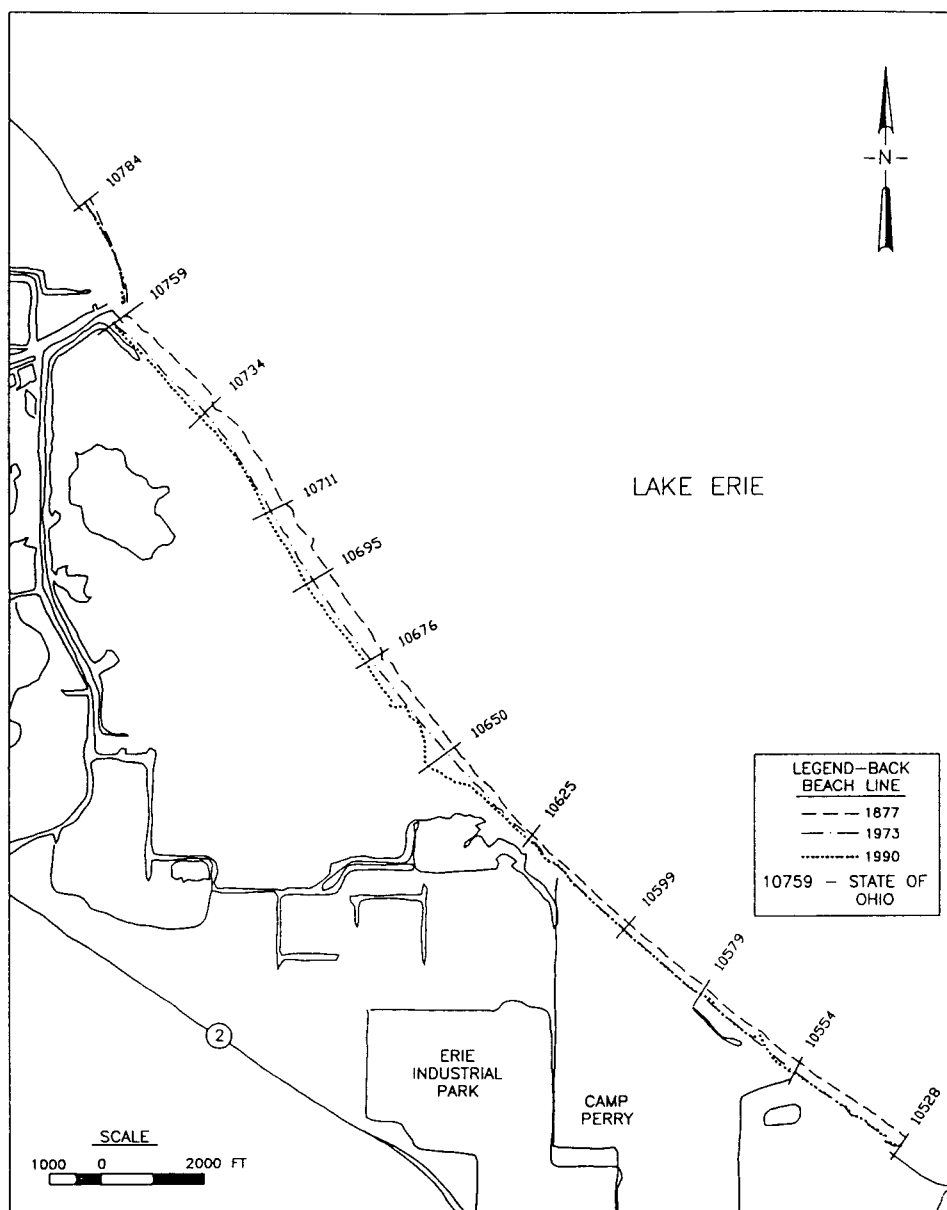 10784
-N-
10759
10734
LAKE ERIE
10711
10695
10676
10650
LEGEND-BACK
BEACH LINE
1877
1973
1990
10759 - STATE OF
OHIO
10625
10599
10579
10554
10528
2
ERIE
INDUSTRIAL
PARK
CAMP
PERRY
SCALE
1000 0 2000 FT